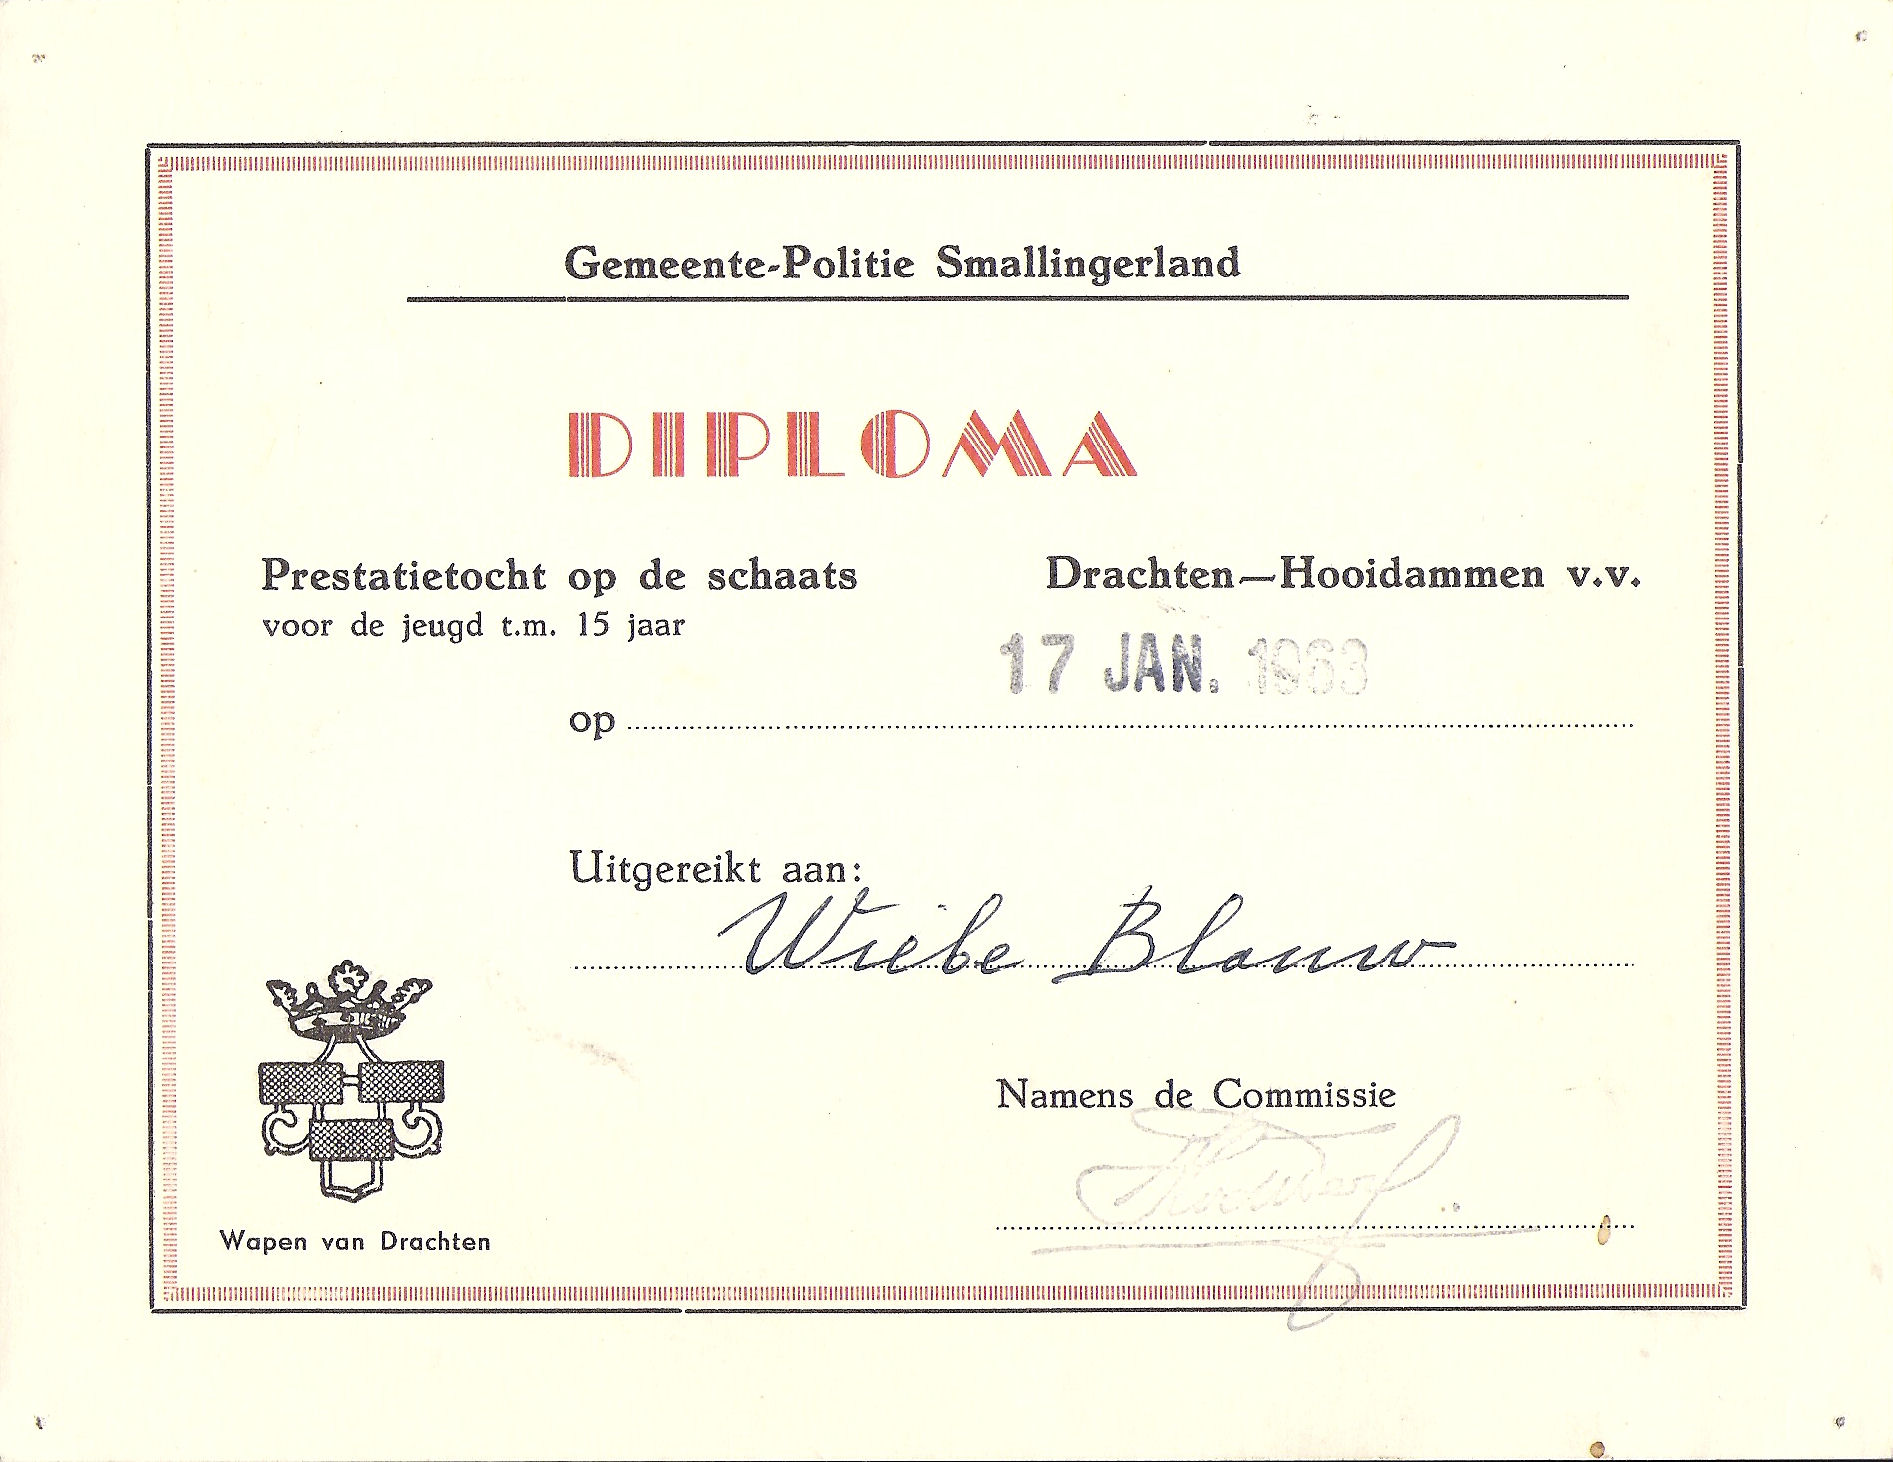 Gemeente-Politie Smallingerland
DIPLOMA
Prestatietocht op de schaats Drachten—Hooidammen v.v.
voor de jeugd t.m. 15 jaar
17 JAN. 1963
op
Uitgereikt aan:
Wiebe Blauw
Namens de Commissie
Wapen van Drachten